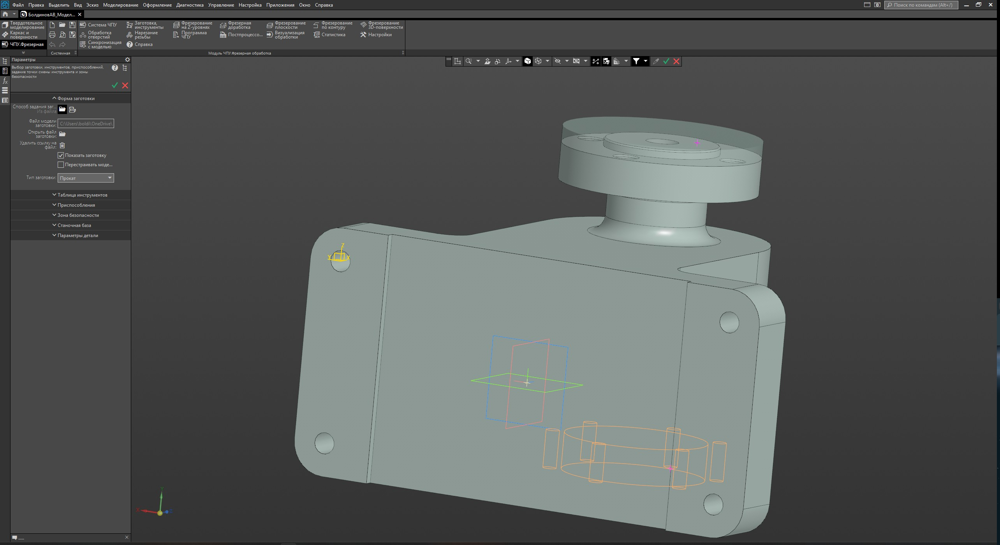 Файл Правка Выделить Вид Эскиз Моделирование Оформление Диагностика Управление Настройка Приложения Окно Справка
Поиск по командам (Alt+/)
БолдиновАВ_Модел...
Твердотельное
моделирование
Каркас и
поверхности
ЧПУ.Фрезерная
Системная
Система ЧПУ
Обработка
отверстий
Синхронизация
с моделью
Заготовка,
инструменты
Нарезание
резьбы
Справка
Фрезерование
на Z-уровнях
Программа
ЧПУ
Фрезерная
доработка
Постпроцессо...
Фрезерование
плоскости
Визуализация
обработки
Фрезерование
по контуру
Статистика
Фрезерование
3D-поверхности
Настройки
Модуль ЧПУ.Фрезерная обработка
Параметры
Выбор заготовки, инструментов, приспособлений,
задание точки смены инструмента и зоны
безопасности
Форма заготовки
Способ задания заг...
Из файла
Файл модели
заготовки:
C:\Users\boldi\OneDrive\
Открыть файл
заготовки:
Удалить ссылку на
файл:
Показать заготовку
Перестраивать моде...
Тип заготовки:
Прокат
Таблица инструментов
Приспособления
Зона безопасности
Станочная база
Параметры детали
Z
Y X
Y
X Z
.....